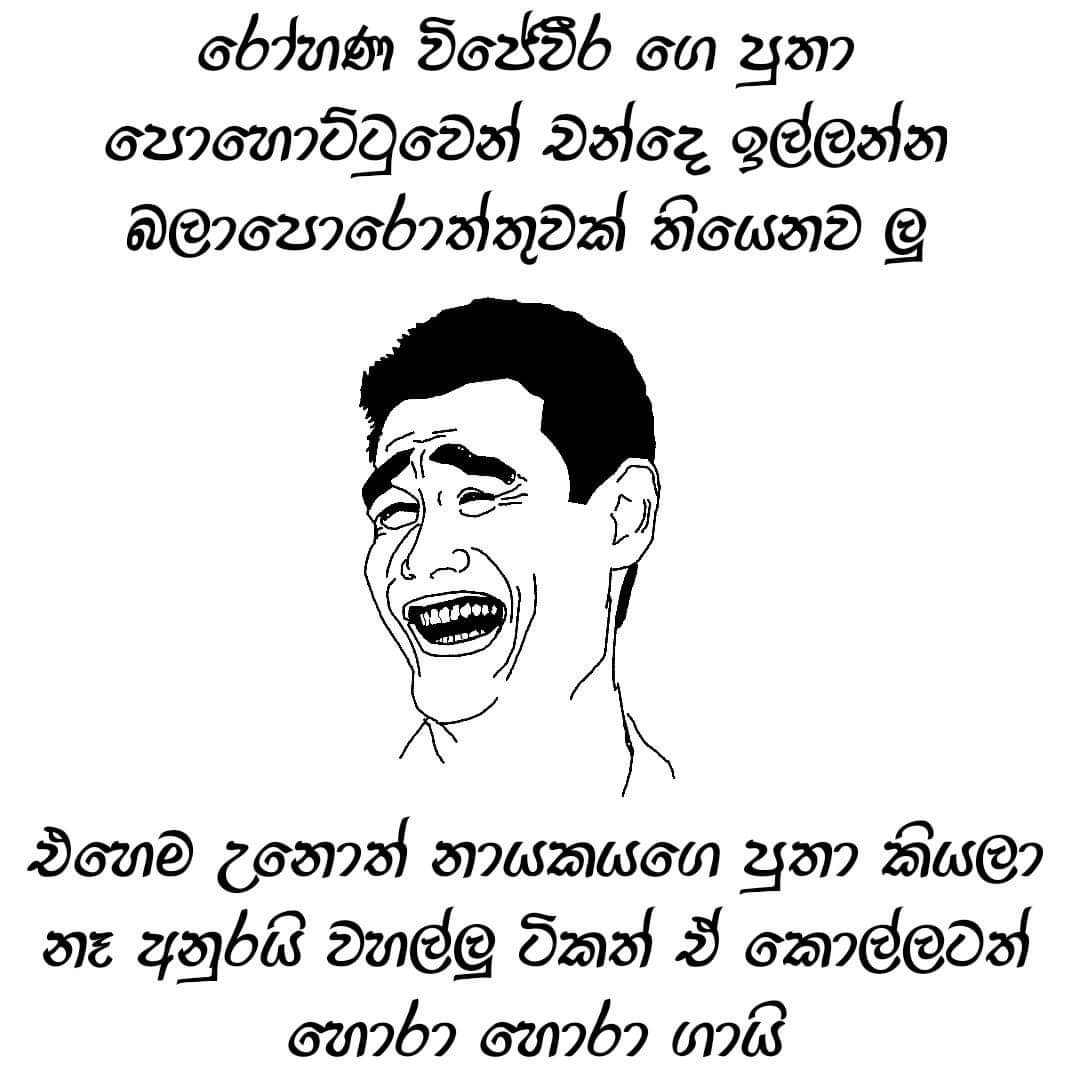 රෝහණ විජේවීර ගෙ පුතා
පොහොට්ටුවෙන් චන්දෙ ඉල්ලන්න
බලාපොරොත්තුවක් තියෙනව ලු
එහෙම උනොත් නායකයගෙ පුතා කියලා
නෑ අනුරයි වහල්ලු ටිකත් ඒ කොල්ලටත්
හොරා හොරා ගායි